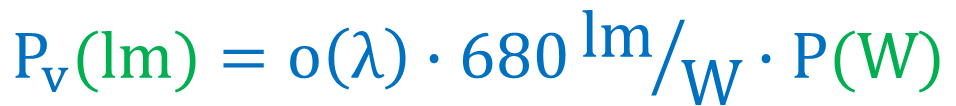 Pᵥ(lm) = o(λ) · 680 lm/W · P(W)